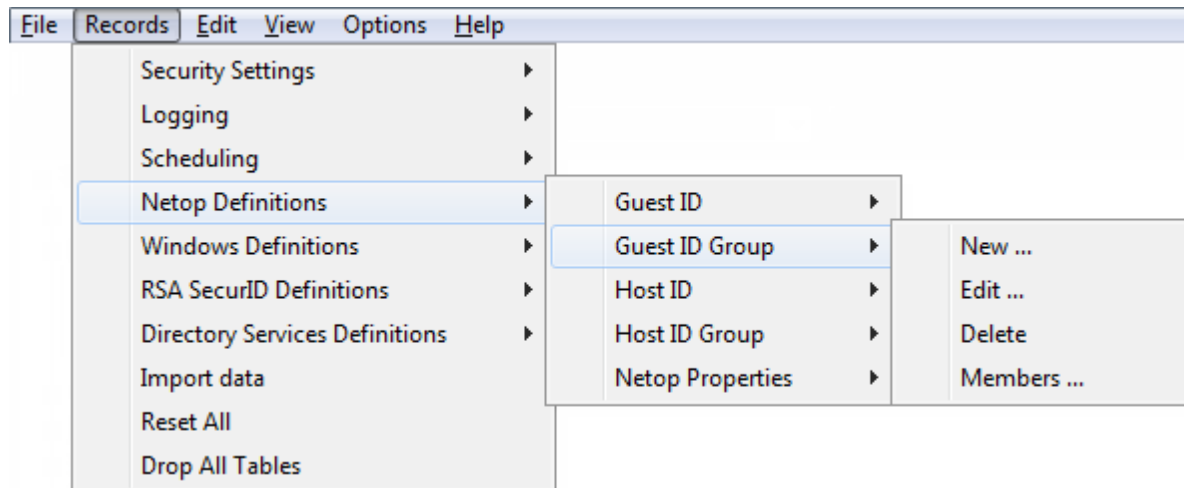 File Records Edit View Options Help
Security Settings
Logging
Scheduling
Netop Definitions
Windows Definitions
RSA SecurID Definitions
Directory Services Definitions
Import data
Reset All
Drop All Tables
Guest ID
Guest ID Group
Host ID
Host ID Group
Netop Properties
New ...
Edit ...
Delete
Members ...